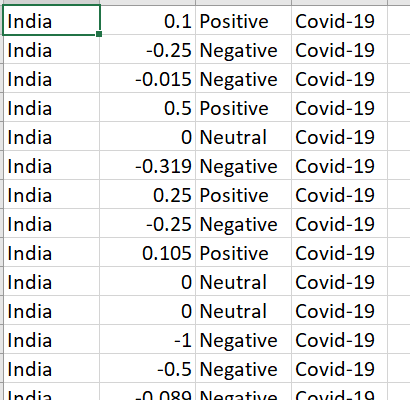 India 0.1 Positive Covid-19
India -0.25 Negative Covid-19
India -0.015 Negative Covid-19
India 0.5 Positive Covid-19
India 0 Neutral Covid-19
India -0.319 Negative Covid-19
India 0.25 Positive Covid-19
India -0.25 Negative Covid-19
India 0.105 Positive Covid-19
India 0 Neutral Covid-19
India 0 Neutral Covid-19
India -1 Negative Covid-19
India -0.5 Negative Covid-19
India -0.089 Negative Covid-19